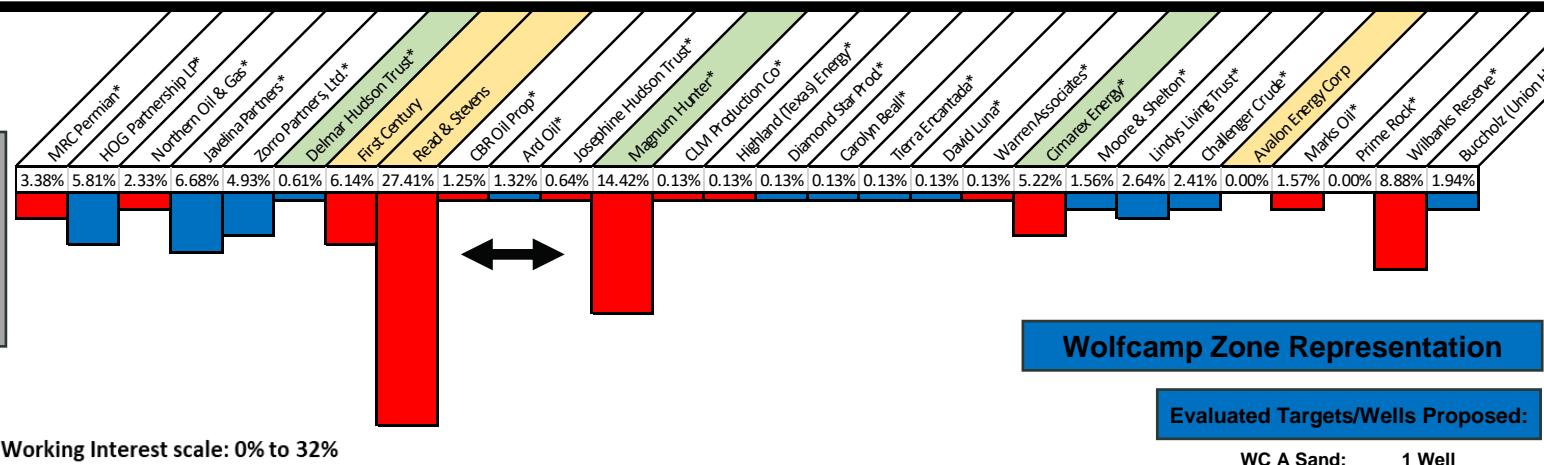 MRC Permian*
HOG Partnership LP*
Northern Oil & Gas*
Javelina Partners*
Zorro Partners, Ltd.*
Delmar Hudson Trust*
First Century
Read & Stevens
CBR Oil Prop*
Ard Oil*
Josephine Hudson Trust*
Magnum Hunter*
CLM Production Co*
Highland (Texas) Energy*
Diamond Star Prod*
Carolyn Beall*
Tierra Encantada*
David Luna*
Warren Associates*
Cimarex Energy*
Moore & Shelton*
Lindys Living Trust*
Challenger Crude*
Avalon Energy Corp
Marks Oil*
Prime Rock*
Wilbanks Reserve*
Buccholz (Union H
3.38% 5.81% 2.33% 6.68% 4.93% 0.61% 6.14% 27.41% 1.25% 1.32% 0.64% 14.42% 0.13% 0.13% 0.13% 0.13% 0.13% 0.13% 0.13% 5.22% 1.56% 2.64% 2.41% 0.00% 1.57% 0.00% 8.88% 1.94%
Wolfcamp Zone Representation
Evaluated Targets/Wells Proposed:
Working Interest scale: 0% to 32%
WC A Sand: 1 Well